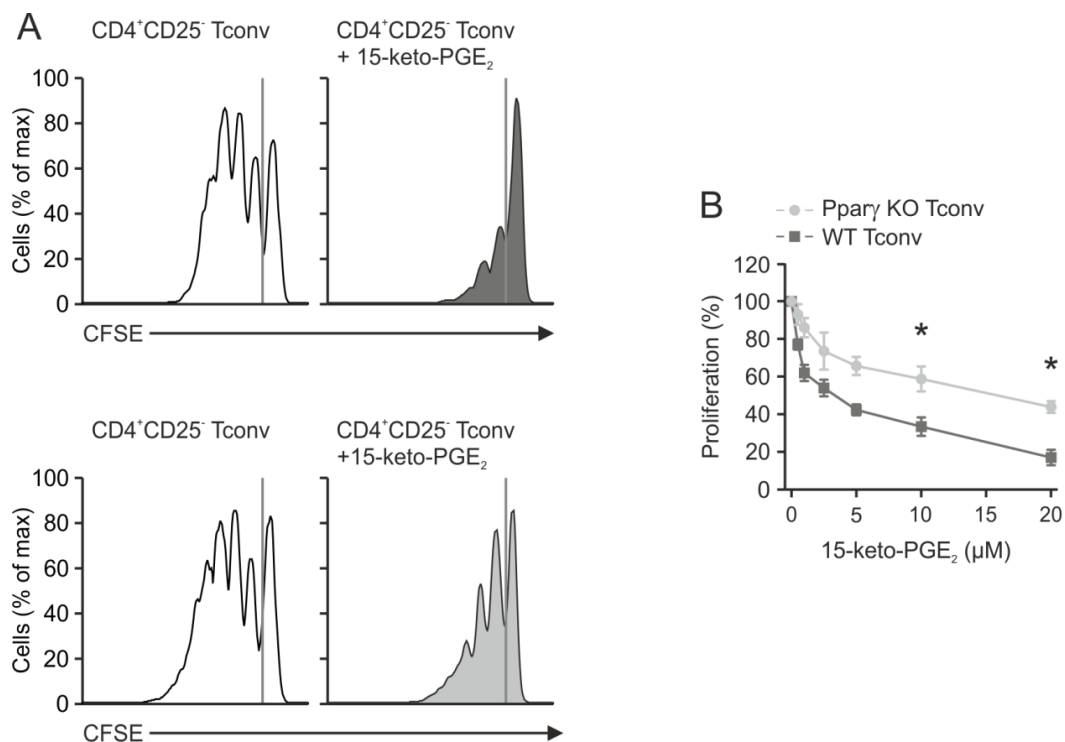 A
CD4⁺CD25⁻ Tconv
CD4⁺CD25⁻ Tconv
+ 15-keto-PGE₂
Cells (% of max)
100
80
60
40
20
0
CFSE
CD4⁺CD25⁻ Tconv
CD4⁺CD25⁻ Tconv
+15-keto-PGE₂
Cells (% of max)
100
80
60
40
20
0
CFSE
B
Pparγ KO Tconv
WT Tconv
Proliferation (%)
120
100
80
60
40
20
0
*
*
0 5 10 15 20
15-keto-PGE₂ (µM)